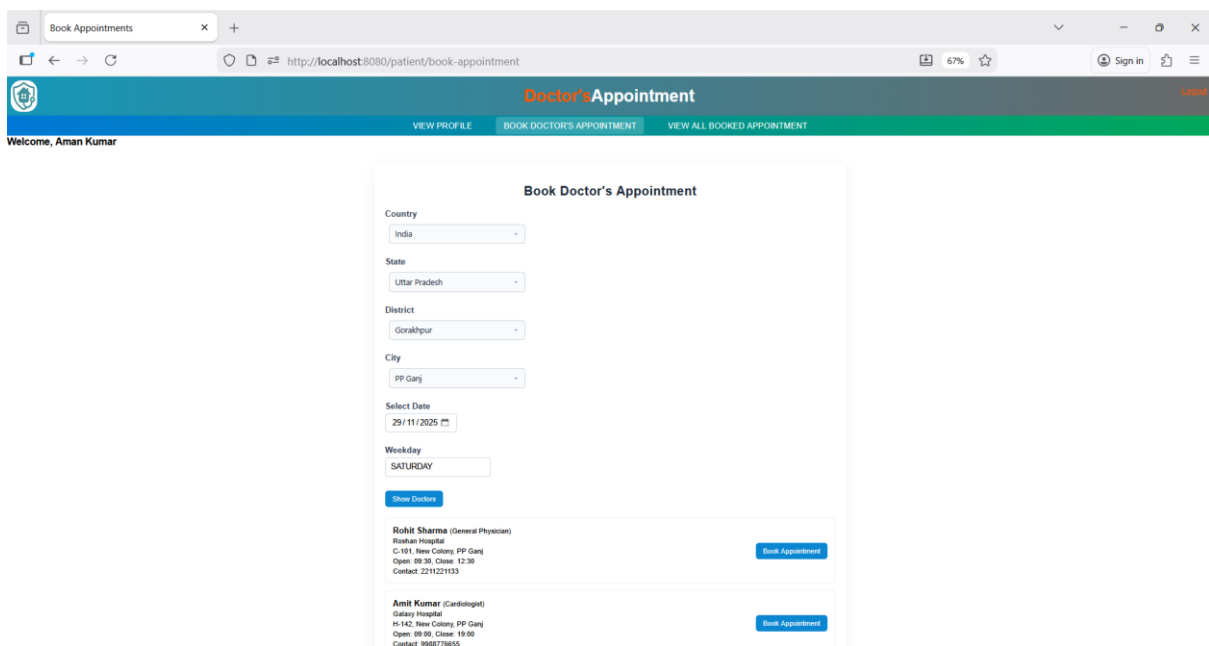 Book Appointments
http://localhost:8080/patient/book-appointment
67%
Sign in
Doctor'sAppointment
Logout
VIEW PROFILE BOOK DOCTOR'S APPOINTMENT VIEW ALL BOOKED APPOINTMENT
Welcome, Aman Kumar
Book Doctor's Appointment
Country
India
State
Uttar Pradesh
District
Gorakhpur
City
PP Ganj
Select Date
29/11/2025
Weekday
SATURDAY
Show Doctors
Rohit Sharma (General Physician)
Roshan Hospital
C-101, New Colony, PP Ganj
Open: 09:30, Close: 12:30
Contact: 2211221133
Book Appointment
Amit Kumar (Cardiologist)
Galaxy Hospital
H-142, New Colony, PP Ganj
Open: 09:00, Close: 19:00
Contact: 9988776655
Book Appointment